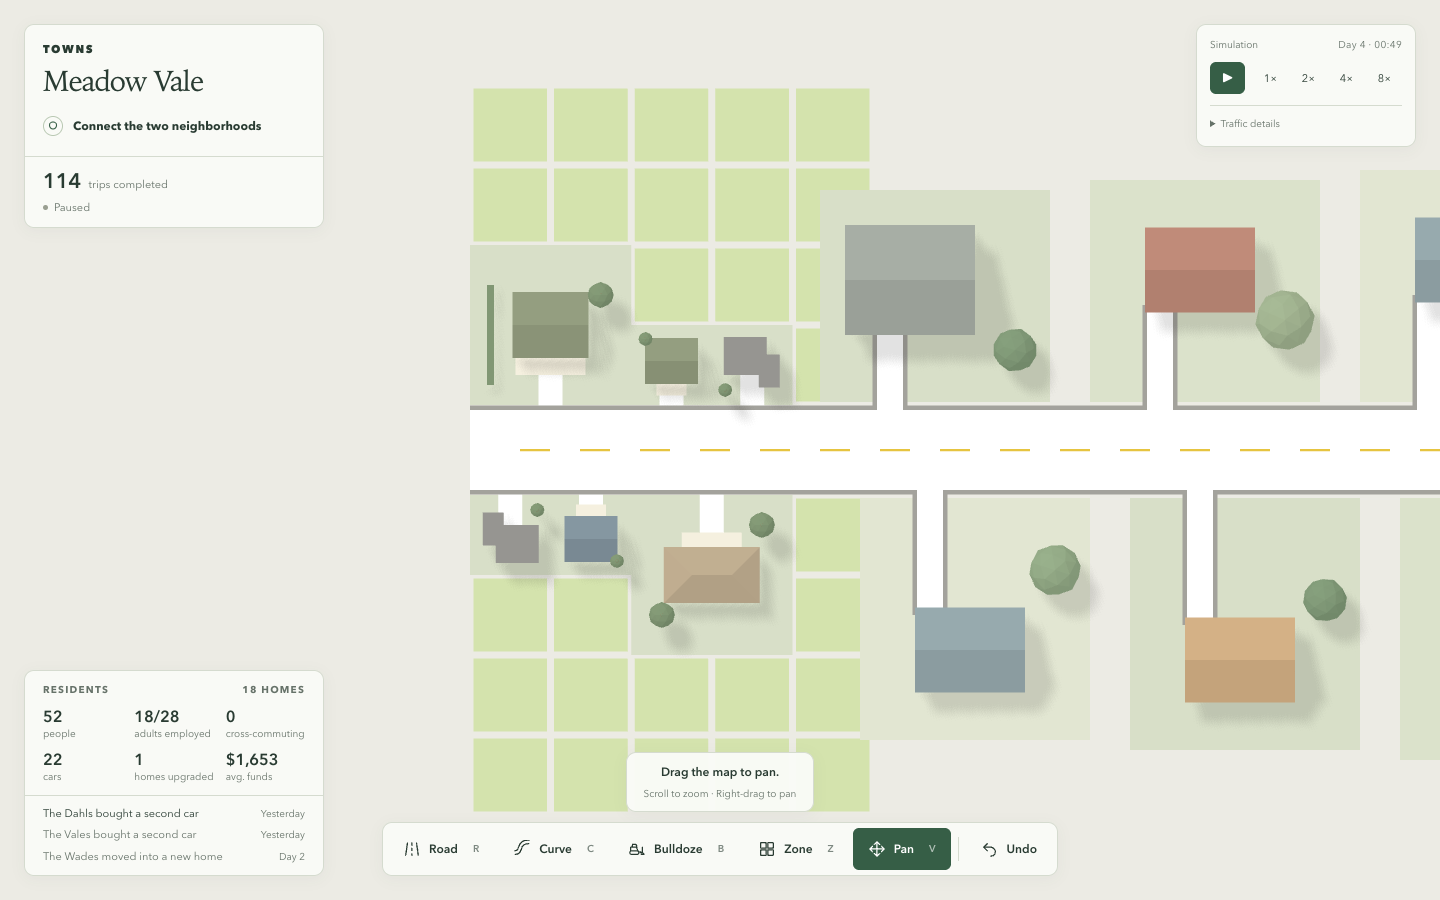 TOWNS
Meadow Vale
Connect the two neighborhoods
114 trips completed
Paused
Simulation Day 4 · 00:49
1× 2× 4× 8×
Traffic details
RESIDENTS 18 HOMES
52 18/28 0
people adults employed cross-commuting
22 1 $1,653
cars homes upgraded avg. funds
The Dahls bought a second car Yesterday
The Vales bought a second car Yesterday
The Wades moved into a new home Day 2
Drag the map to pan.
Scroll to zoom · Right-drag to pan
Road R Curve C Bulldoze B Zone Z Pan V Undo